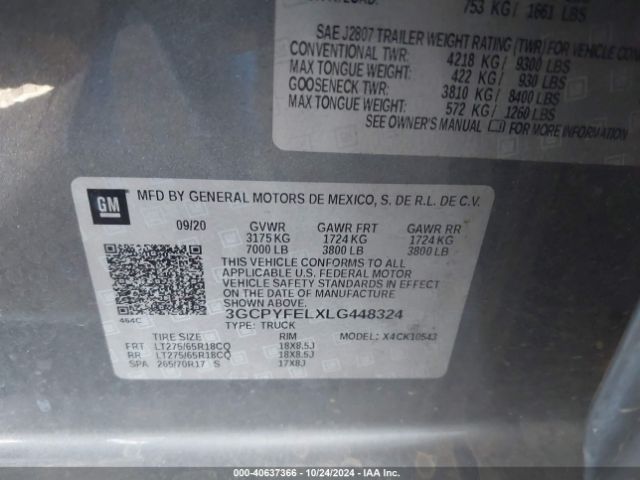 753 KG / 1661 LBS
SAE J2807 TRAILER WEIGHT RATING (TWR) FOR VEHICLE
CONVENTIONAL TWR: 4218 KG / 9300 LBS
MAX TONGUE WEIGHT: 422 KG / 930 LBS
GOOSENECK TWR: 3810 KG / 8400 LBS
MAX TONGUE WEIGHT: 572 KG / 1260 LBS
SEE OWNER'S MANUAL FOR MORE INFORMATION
GM
MFD BY GENERAL MOTORS DE MEXICO, S. DE R.L. DE C.V.
09/20 GVWR GAWR FRT GAWR RR
3175 KG 1724 KG 1724 KG
7000 LB 3800 LB 3800 LB
THIS VEHICLE CONFORMS TO ALL
APPLICABLE U.S. FEDERAL MOTOR
VEHICLE SAFETY STANDARDS IN EFFECT
ON THE DATE OF MANUFACTURE
SHOWN ABOVE.
464C 3GCPYFELXLG448324
TYPE: TRUCK
TIRE SIZE RIM MODEL: X4CK10543
FRT LT275/65R18CQ 18X8.5J
RR LT275/65R18CQ 18X8.5J
SPA 265/70R17 S 17X8J
00-40637366 - 10/24/2024 - IAAI.COM